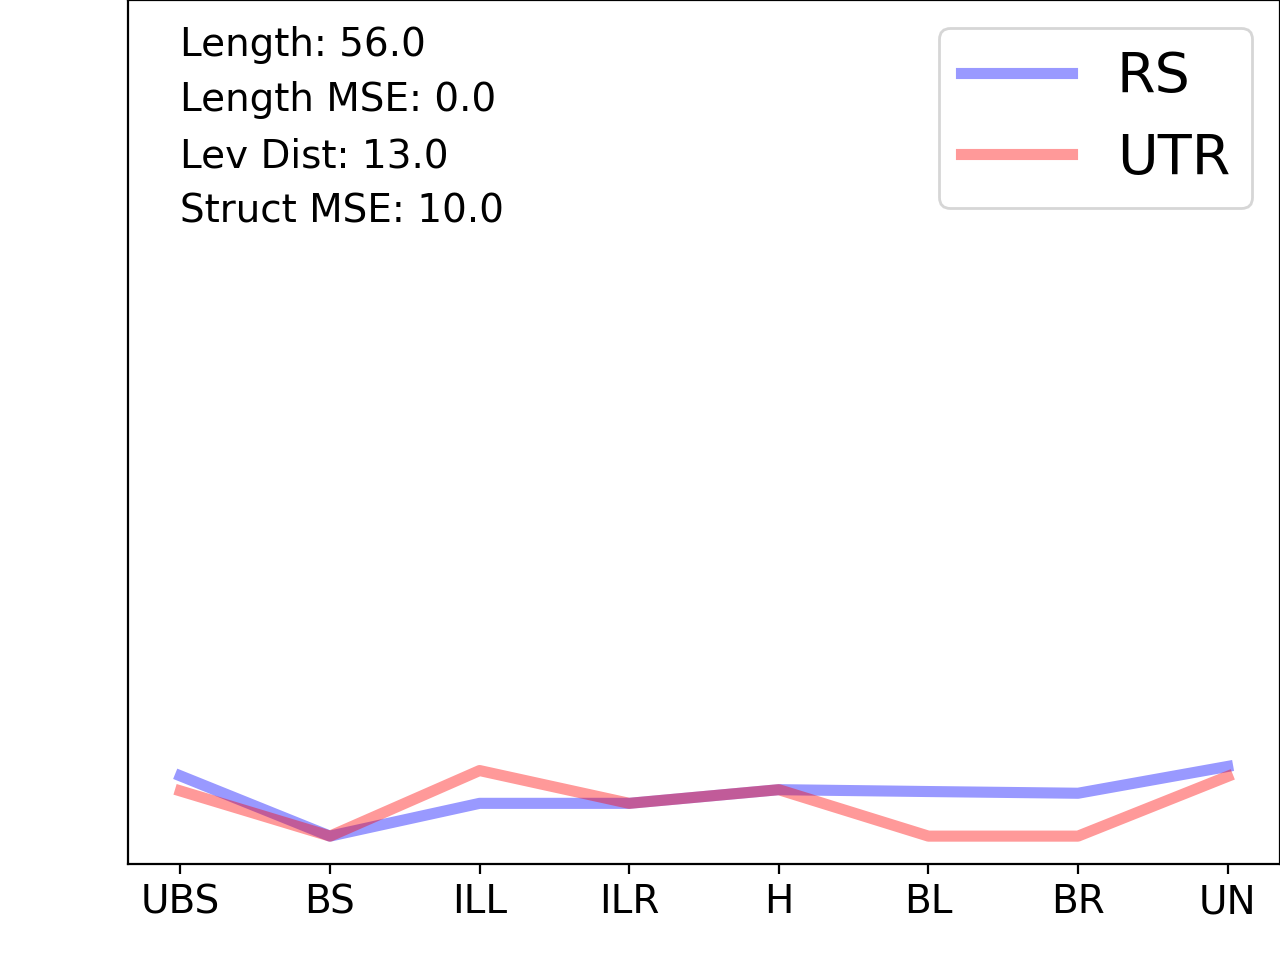 Length: 56.0
Length MSE: 0.0
Lev Dist: 13.0
Struct MSE: 10.0
RS
UTR
UBS BS ILL ILR H BL BR UN